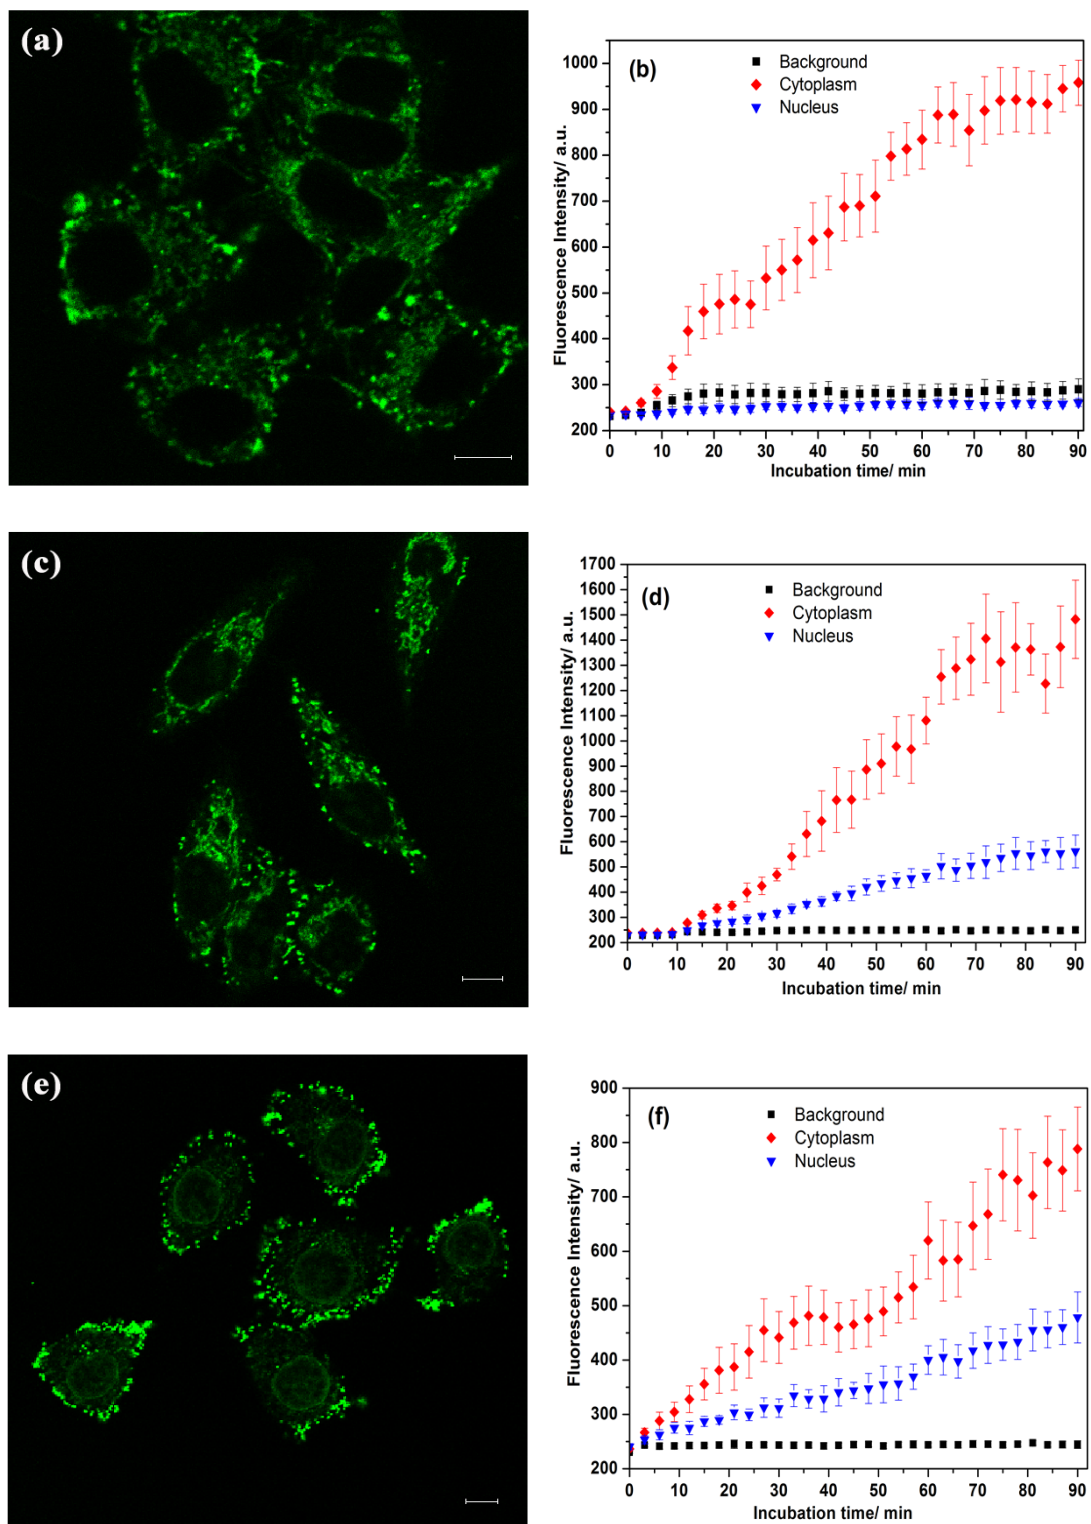 (a)
(b)
Background
Cytoplasm
Nucleus
Fluorescence Intensity/ a.u.
1000
900
800
700
600
500
400
300
200
0 10 20 30 40 50 60 70 80 90
Incubation time/ min
(c)
(d)
Background
Cytoplasm
Nucleus
Fluorescence Intensity/ a.u.
1700
1600
1500
1400
1300
1200
1100
1000
900
800
700
600
500
400
300
200
0 10 20 30 40 50 60 70 80 90
Incubation time/ min
(e)
(f)
Background
Cytoplasm
Nucleus
Fluorescence Intensity/ a.u.
900
800
700
600
500
400
300
200
0 10 20 30 40 50 60 70 80 90
Incubation time/ min